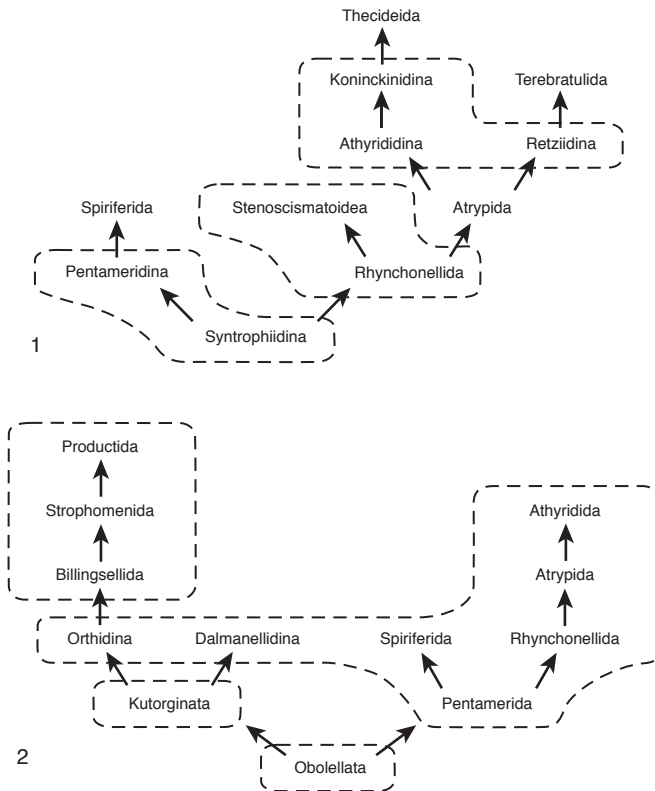 Thecideida
Koninckinidina Terebratulida
Athyrididina Retziidina
Spiriferida Stenoscismatoidea Atrypida
Pentameridina Rhynchonellida
Syntrophiidina
1
Productida
Strophomenida Athyridida
Billingsellida Atrypida
Orthidina Dalmanellidina Spiriferida Rhynchonellida
Kutorginata Pentamerida
2
Obolellata